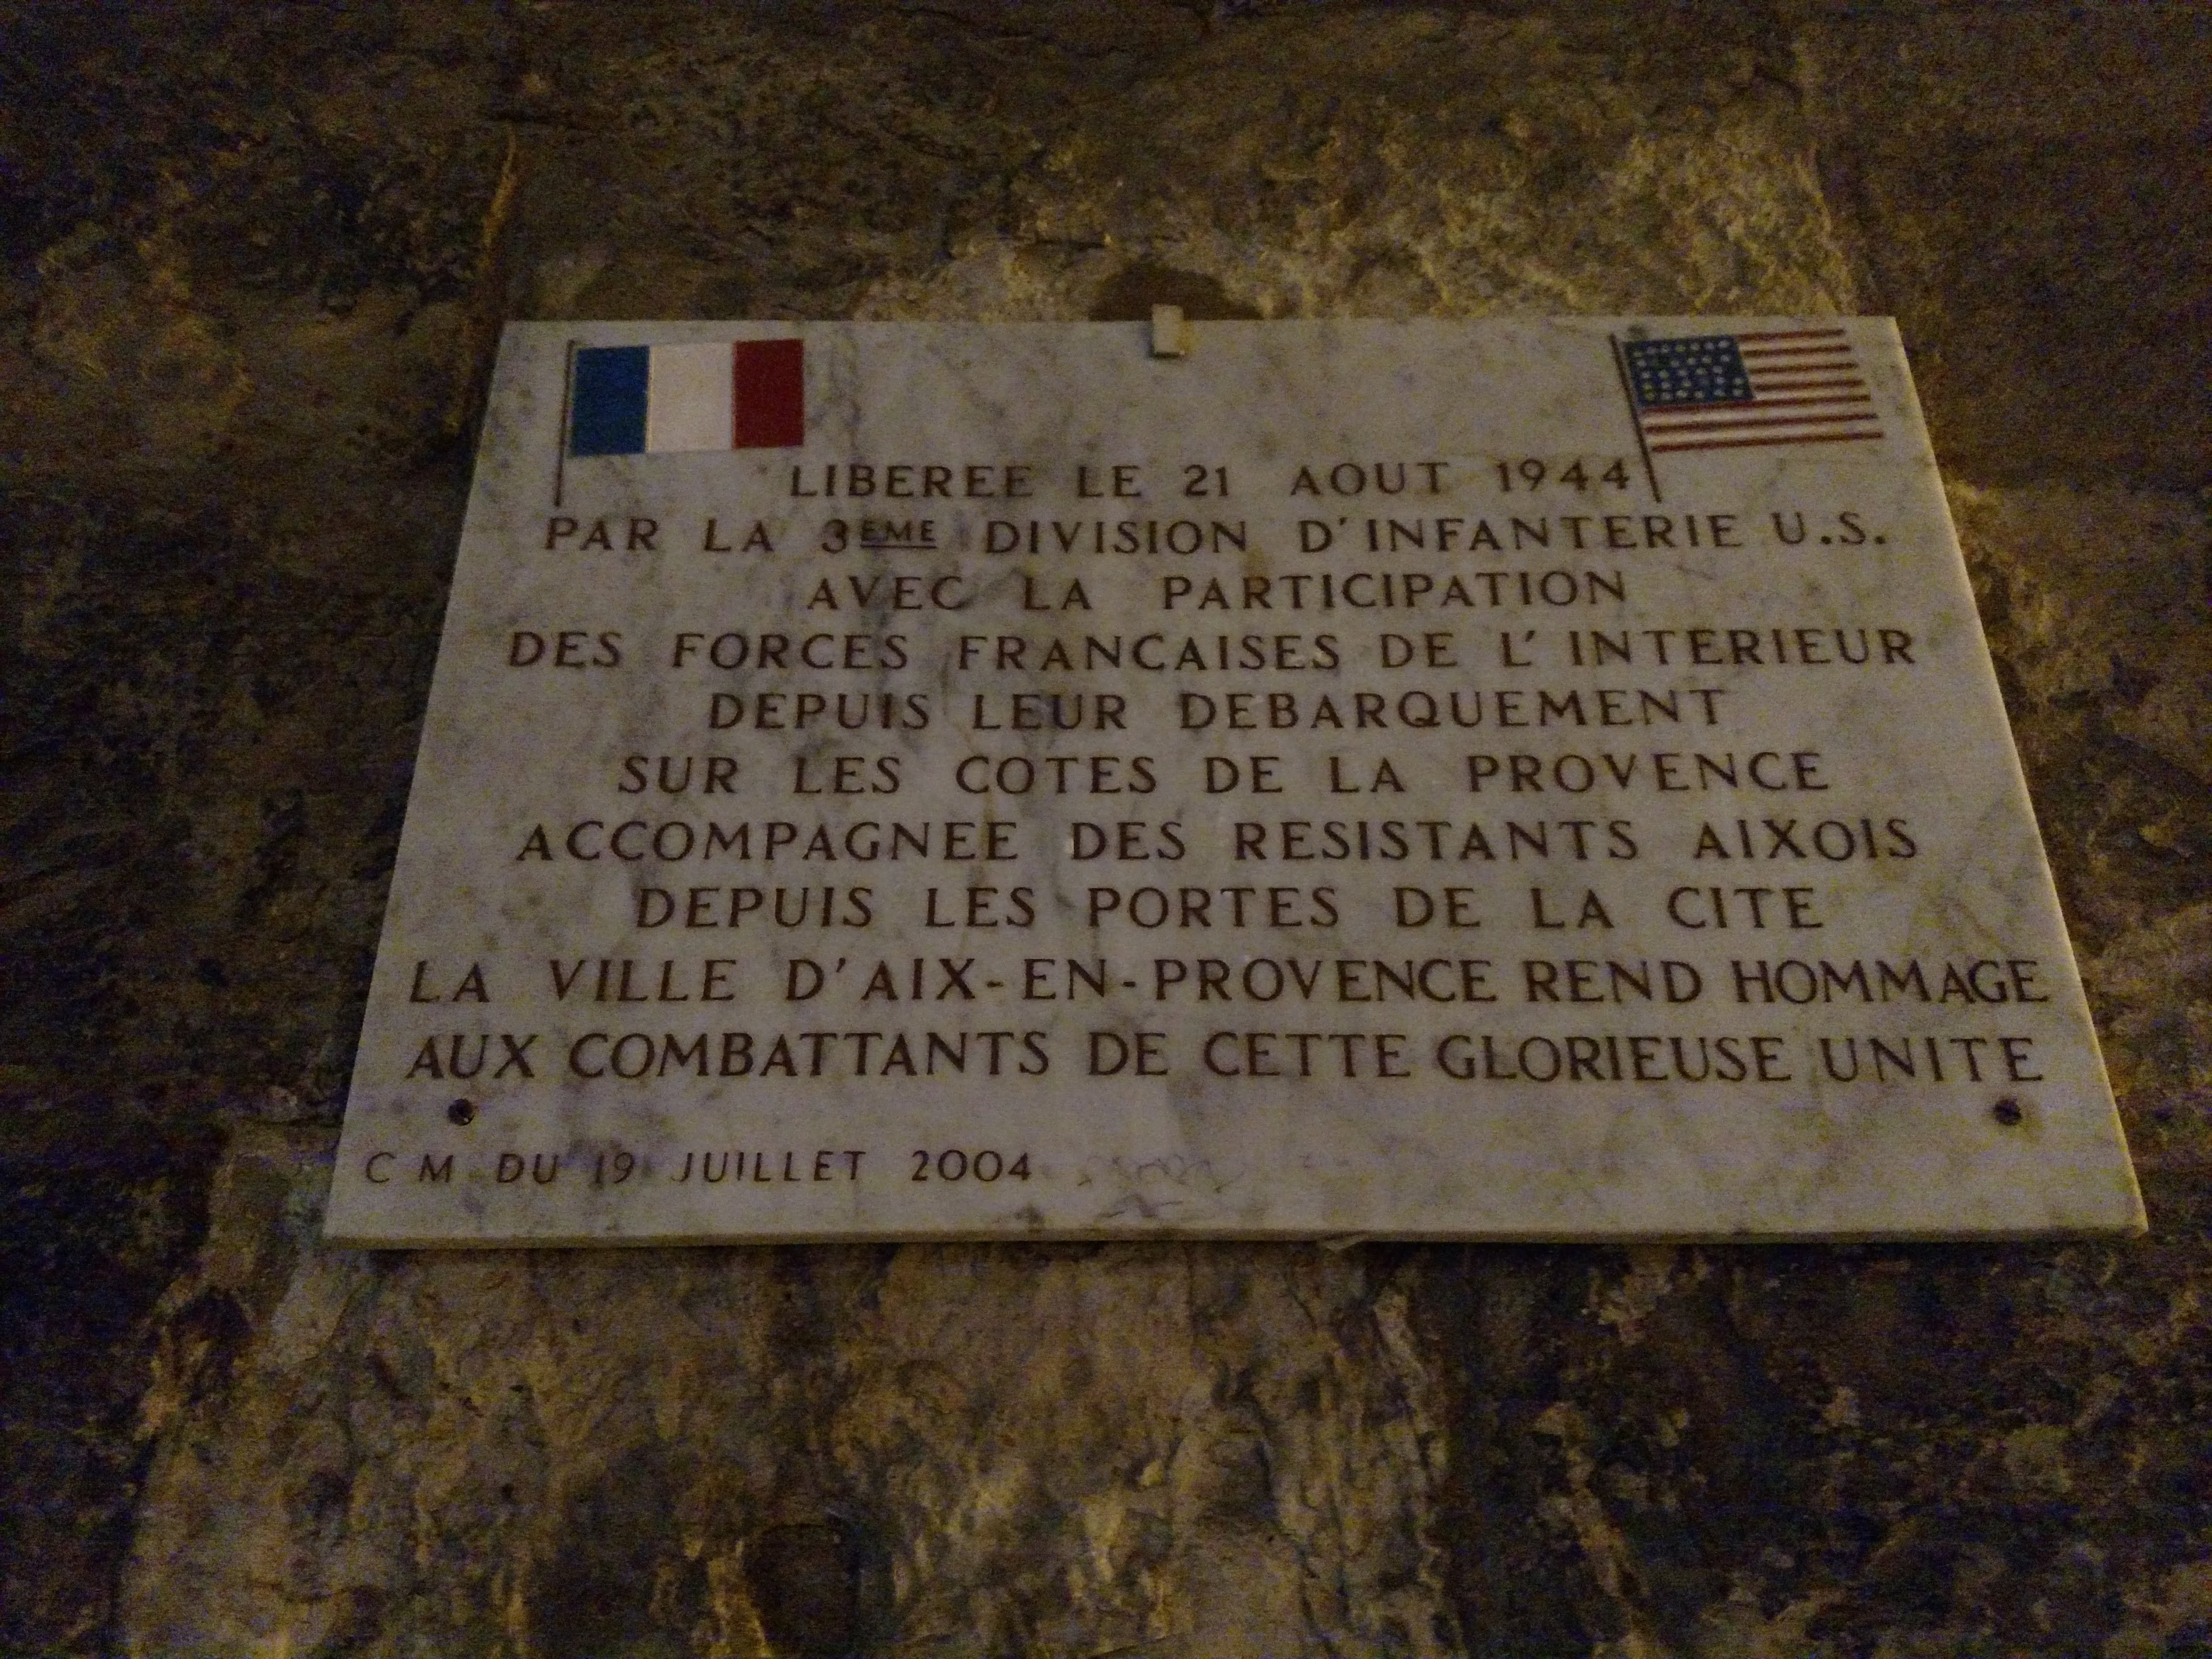 LIBEREE LE 21 AOUT 1944
PAR LA 3EME DIVISION D'INFANTERIE U.S.
AVEC LA PARTICIPATION
DES FORCES FRANCAISES DE L'INTERIEUR
DEPUIS LEUR DEBARQUEMENT
SUR LES COTES DE LA PROVENCE
ACCOMPAGNEE DES RESISTANTS AIXOIS
DEPUIS LES PORTES DE LA CITE
LA VILLE D'AIX-EN-PROVENCE REND HOMMAGE
AUX COMBATTANTS DE CETTE GLORIEUSE UNITE
C M DU 19 JUILLET 2004